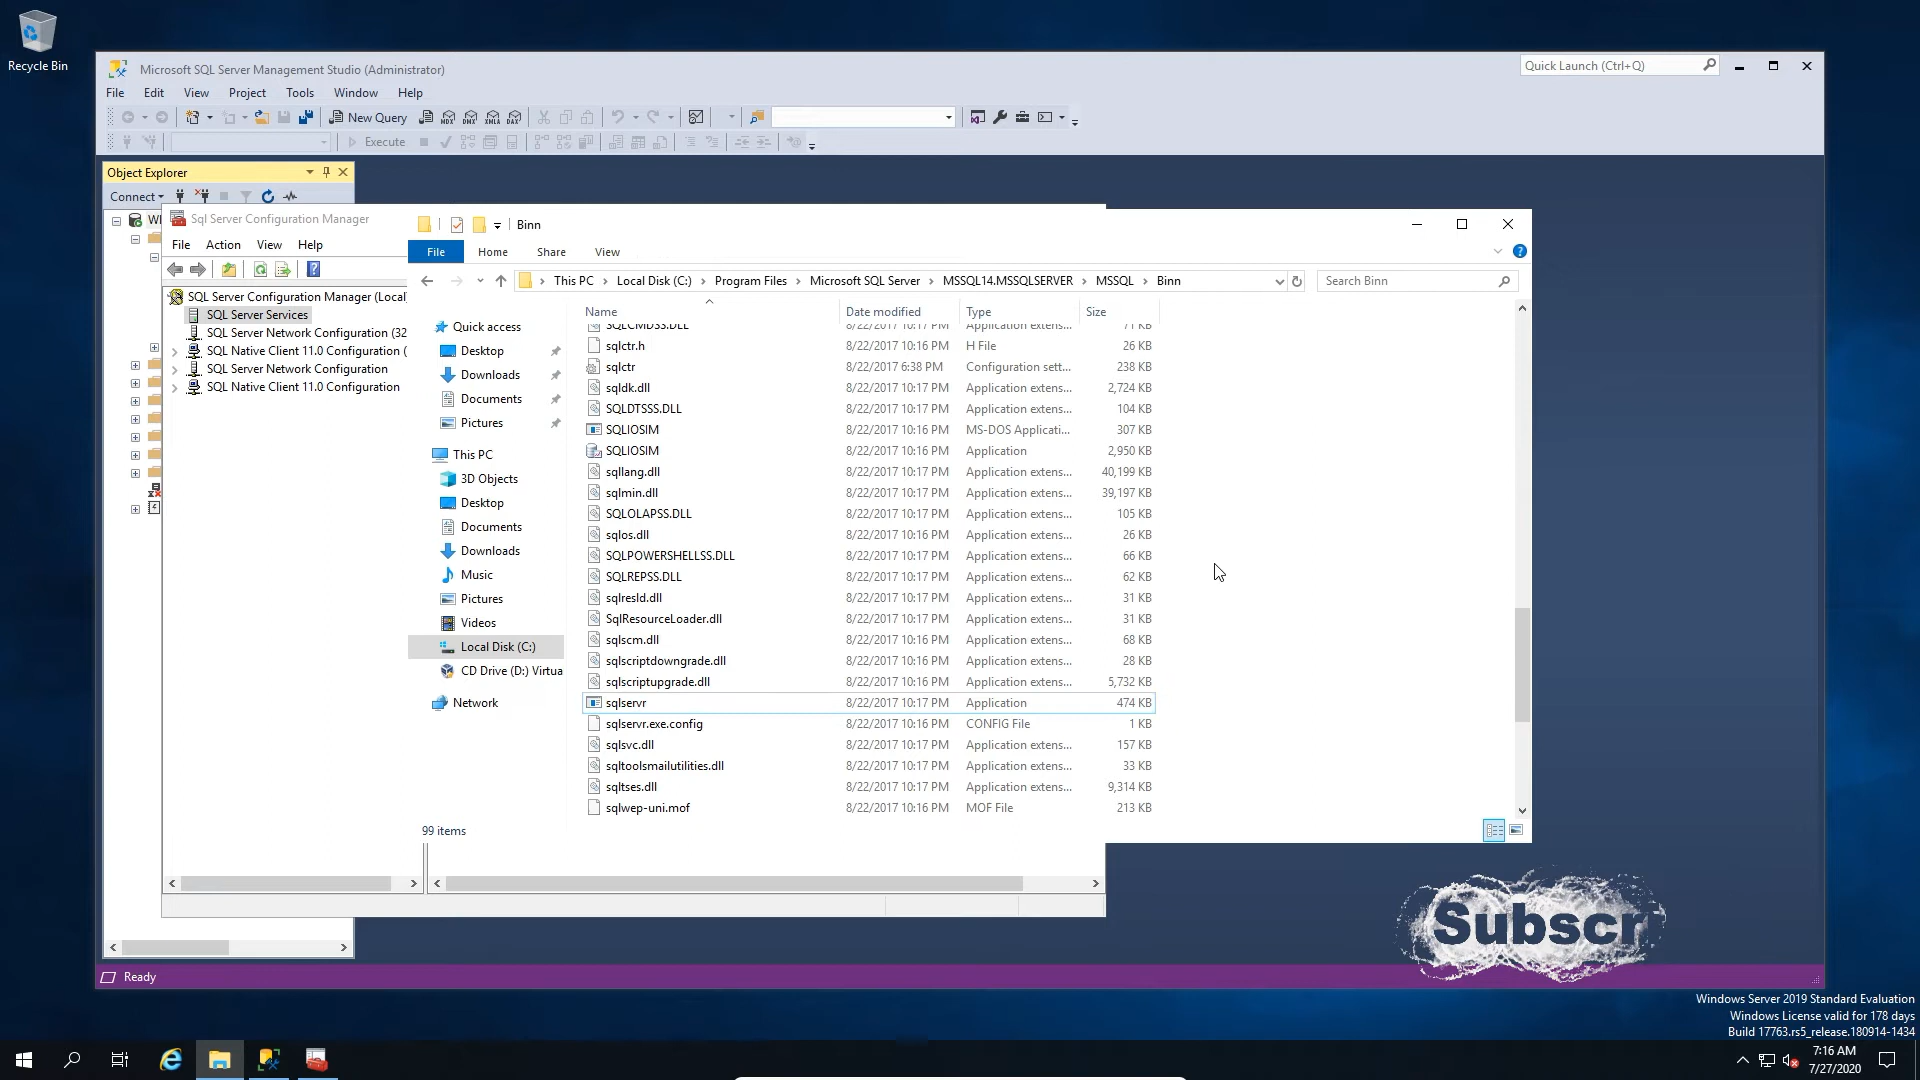 Recycle Bin
Microsoft SQL Server Management Studio (Administrator)
Quick Launch (Ctrl+Q)
File Edit View Project Tools Window Help
New Query
Execute
Object Explorer
Connect
WI
Sql Server Configuration Manager
File Action View Help
SQL Server Configuration Manager (Local)
SQL Server Services
SQL Server Network Configuration (32
SQL Native Client 11.0 Configuration (
SQL Server Network Configuration
SQL Native Client 11.0 Configuration
Binn
File Home Share View
This PC Local Disk (C:) Program Files Microsoft SQL Server MSSQL14.MSSQLSERVER MSSQL Binn
Search Binn
Quick access
Desktop
Downloads
Documents
Pictures
This PC
3D Objects
Desktop
Documents
Downloads
Music
Pictures
Videos
Local Disk (C:)
CD Drive (D:) Virtua
Network
Name Date modified Type Size
SQLCMDSS.DLL 8/22/2017 10:17 PM Application extens... 71 KB
sqlctr.h 8/22/2017 10:16 PM H File 26 KB
sqlctr 8/22/2017 6:38 PM Configuration sett... 238 KB
sqldk.dll 8/22/2017 10:17 PM Application extens... 2,724 KB
SQLDTSSS.DLL 8/22/2017 10:17 PM Application extens... 104 KB
SQLIOSIM 8/22/2017 10:16 PM MS-DOS Applicati... 307 KB
SQLIOSIM 8/22/2017 10:16 PM Application 2,950 KB
sqllang.dll 8/22/2017 10:17 PM Application extens... 40,199 KB
sqlmin.dll 8/22/2017 10:17 PM Application extens... 39,197 KB
SQLOLAPSS.DLL 8/22/2017 10:17 PM Application extens... 105 KB
sqlos.dll 8/22/2017 10:16 PM Application extens... 26 KB
SQLPOWERSHELLSS.DLL 8/22/2017 10:17 PM Application extens... 66 KB
SQLREPSS.DLL 8/22/2017 10:17 PM Application extens... 62 KB
sqlresld.dll 8/22/2017 10:17 PM Application extens... 31 KB
SqlResourceLoader.dll 8/22/2017 10:17 PM Application extens... 31 KB
sqlscm.dll 8/22/2017 10:16 PM Application extens... 68 KB
sqlscriptdowngrade.dll 8/22/2017 10:17 PM Application extens... 28 KB
sqlscriptupgrade.dll 8/22/2017 10:17 PM Application extens... 5,732 KB
sqlservr 8/22/2017 10:17 PM Application 474 KB
sqlservr.exe.config 8/22/2017 10:16 PM CONFIG File 1 KB
sqlsvc.dll 8/22/2017 10:17 PM Application extens... 157 KB
sqltoolsmailutilities.dll 8/22/2017 10:17 PM Application extens... 33 KB
sqltses.dll 8/22/2017 10:17 PM Application extens... 9,314 KB
sqlwep-uni.mof 8/22/2017 10:16 PM MOF File 213 KB
99 items
Subscr
Ready
Windows Server 2019 Standard Evaluation
Windows License valid for 178 days
Build 17763.rs5_release.180914-1434
7:16 AM
7/27/2020